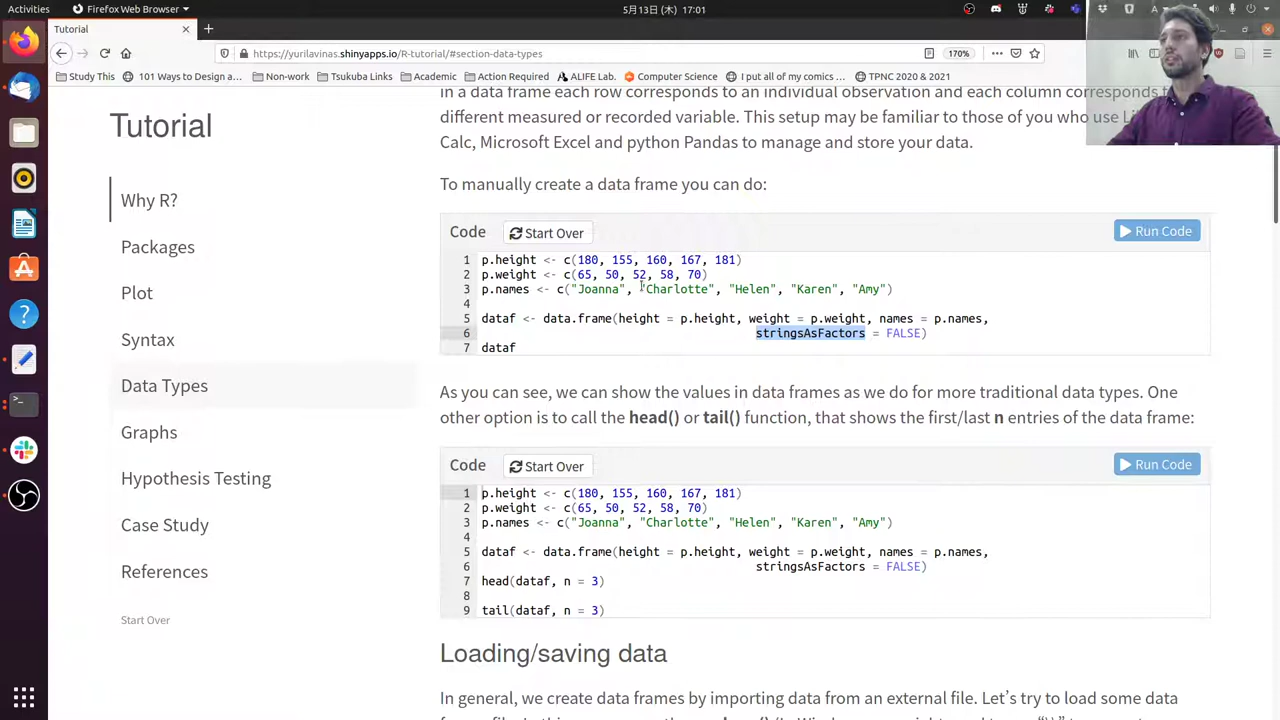 Activities
Firefox Web Browser
5月13日(木) 17:01
Tutorial
https://yurilavinas.shinyapps.io/R-tutorial/#section-data-types
170%
Study This
101 Ways to Design a...
Non-work
Tsukuba Links
Academic
Action Required
ALIFE Lab.
Computer Science
I put all of my comics ...
TPNC 2020 & 2021
Tutorial
Why R?
Packages
Plot
Syntax
Data Types
Graphs
Hypothesis Testing
Case Study
References
Start Over
in a data frame each row corresponds to an individual observation and each column corresponds t
different measured or recorded variable. This setup may be familiar to those of you who use Li
Calc, Microsoft Excel and python Pandas to manage and store your data.
To manually create a data frame you can do:
Code
Start Over
Run Code
1 p.height <- c(180, 155, 160, 167, 181)
2 p.weight <- c(65, 50, 52, 58, 70)
3 p.names <- c("Joanna", "Charlotte", "Helen", "Karen", "Amy")
4
5 dataf <- data.frame(height = p.height, weight = p.weight, names = p.names,
6 stringsAsFactors = FALSE)
7 dataf
As you can see, we can show the values in data frames as we do for more traditional data types. One
other option is to call the head() or tail() function, that shows the first/last n entries of the data frame:
Code
Start Over
Run Code
1 p.height <- c(180, 155, 160, 167, 181)
2 p.weight <- c(65, 50, 52, 58, 70)
3 p.names <- c("Joanna", "Charlotte", "Helen", "Karen", "Amy")
4
5 dataf <- data.frame(height = p.height, weight = p.weight, names = p.names,
6 stringsAsFactors = FALSE)
7 head(dataf, n = 3)
8
9 tail(dataf, n = 3)
Loading/saving data
In general, we create data frames by importing data from an external file. Let's try to load some data